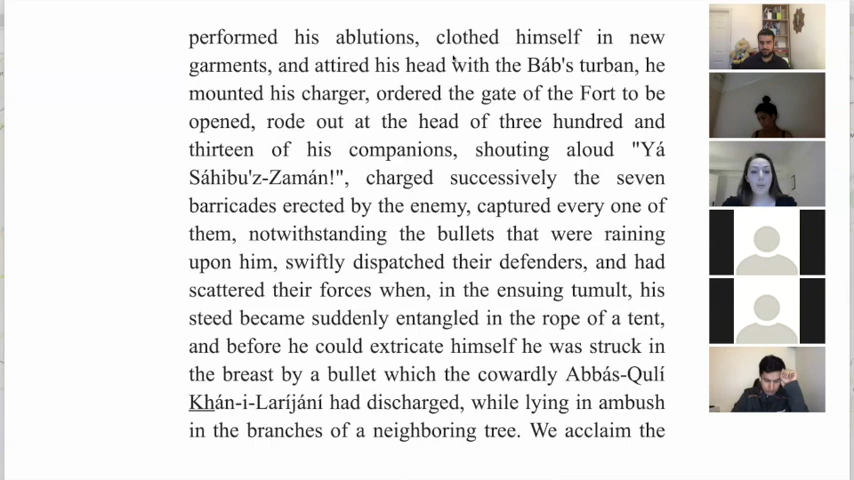 performed his ablutions, clothed himself in new
garments, and attired his head with the Báb's turban, he
mounted his charger, ordered the gate of the Fort to be
opened, rode out at the head of three hundred and
thirteen of his companions, shouting aloud "Yá
Sáhibu'z-Zamán!", charged successively the seven
barricades erected by the enemy, captured every one of
them, notwithstanding the bullets that were raining
upon him, swiftly dispatched their defenders, and had
scattered their forces when, in the ensuing tumult, his
steed became suddenly entangled in the rope of a tent,
and before he could extricate himself he was struck in
the breast by a bullet which the cowardly Abbás-Qulí
Khán-i-Laríjání had discharged, while lying in ambush
in the branches of a neighboring tree. We acclaim the